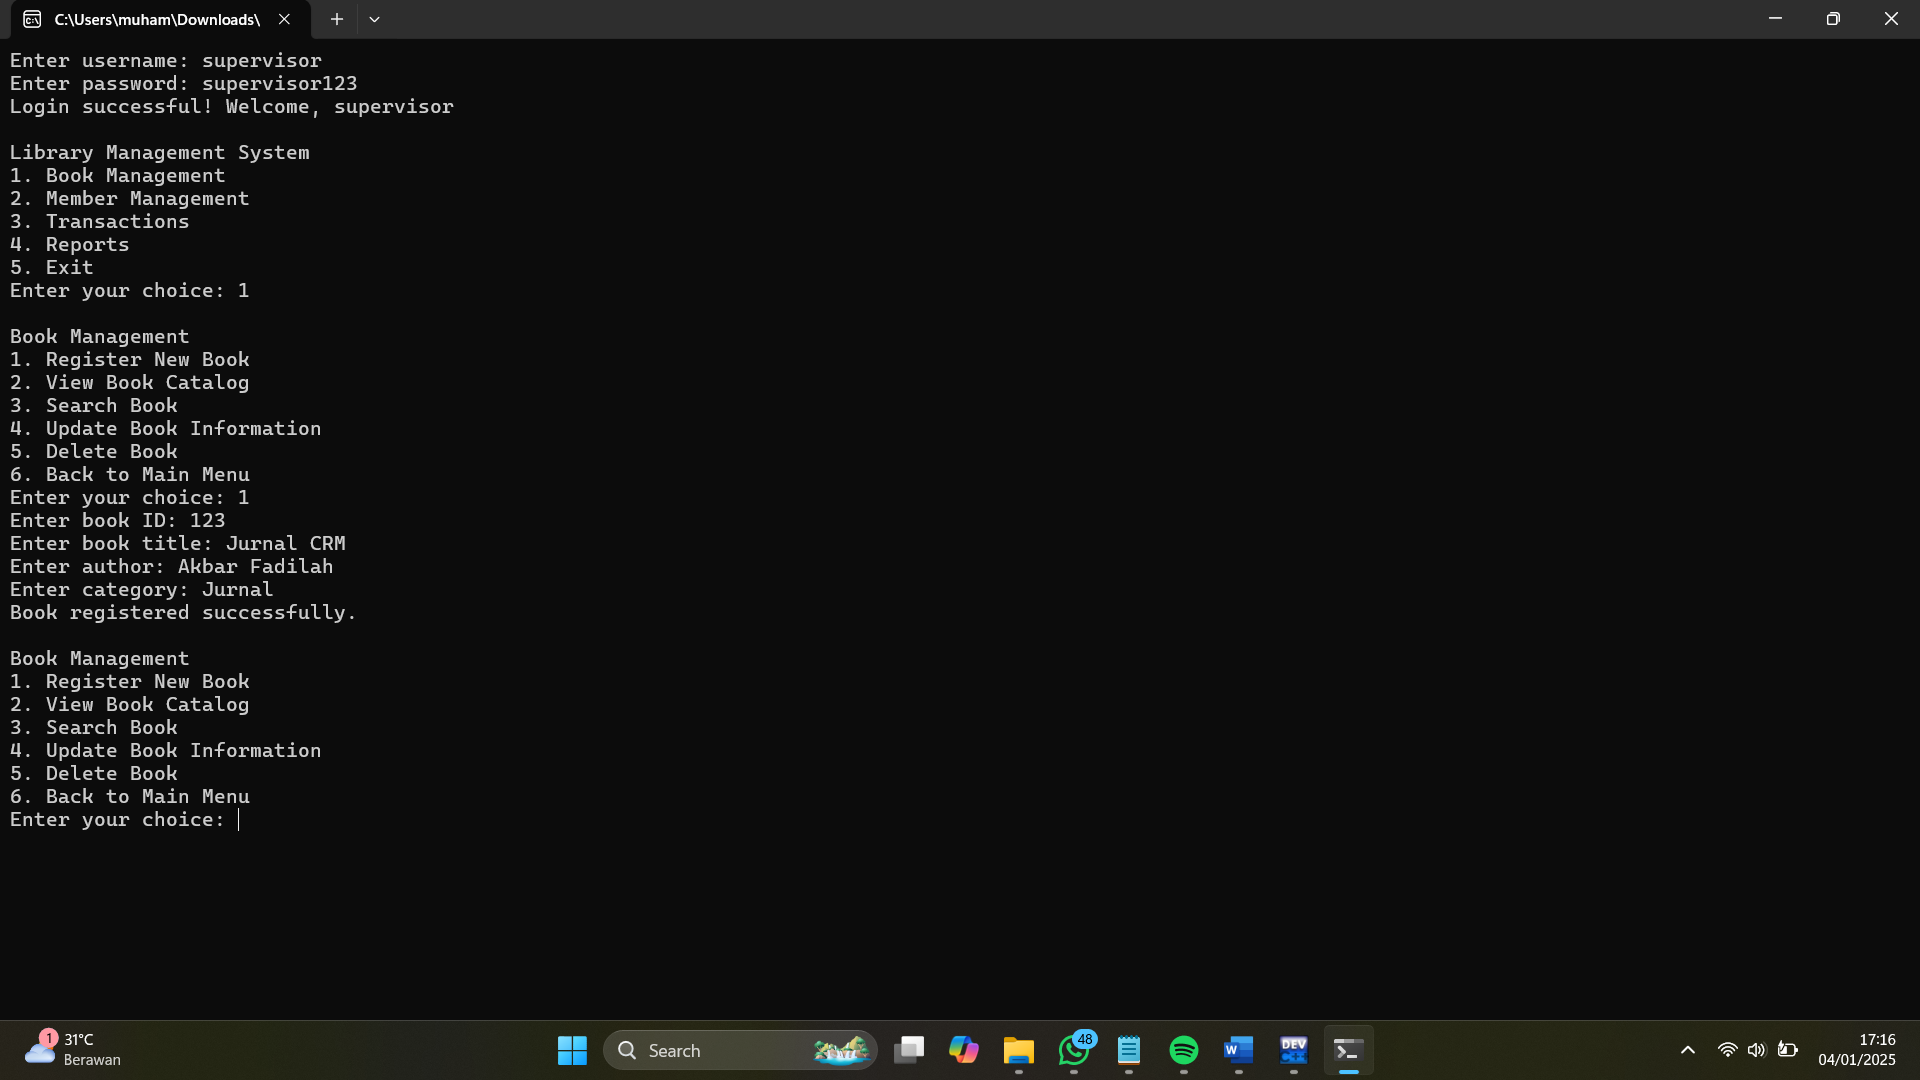 C:\Users\muham\Downloads\
Enter username: supervisor
Enter password: supervisor123
Login successful! Welcome, supervisor
Library Management System
1. Book Management
2. Member Management
3. Transactions
4. Reports
5. Exit
Enter your choice: 1
Book Management
1. Register New Book
2. View Book Catalog
3. Search Book
4. Update Book Information
5. Delete Book
6. Back to Main Menu
Enter your choice: 1
Enter book ID: 123
Enter book title: Jurnal CRM
Enter author: Akbar Fadilah
Enter category: Jurnal
Book registered successfully.
Book Management
1. Register New Book
2. View Book Catalog
3. Search Book
4. Update Book Information
5. Delete Book
6. Back to Main Menu
Enter your choice:
1
31°C
Berawan
Search
48
W
DEV
17:16
04/01/2025